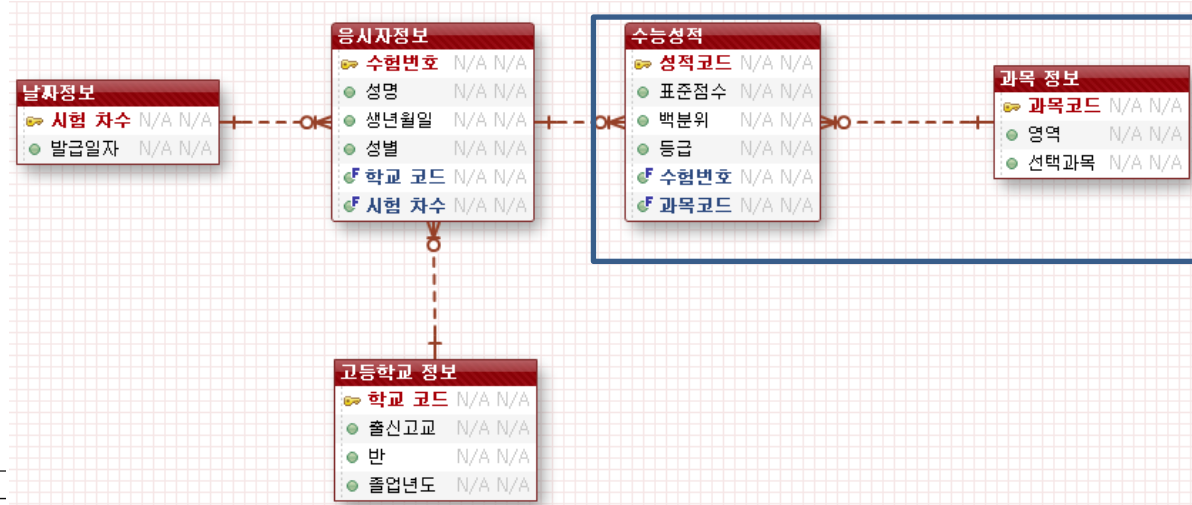 날짜정보
시험 차수 N/A N/A
발급일자 N/A N/A
응시자정보
수험번호 N/A N/A
성명 N/A N/A
생년월일 N/A N/A
성별 N/A N/A
학교 코드 N/A N/A
시험 차수 N/A N/A
수능성적
성적코드 N/A N/A
표준점수 N/A N/A
백분위 N/A N/A
등급 N/A N/A
수험번호 N/A N/A
과목코드 N/A N/A
과목 정보
과목코드 N/A N/A
영역 N/A N/A
선택과목 N/A N/A
고등학교 정보
학교 코드 N/A N/A
출신고교 N/A N/A
반 N/A N/A
졸업년도 N/A N/A